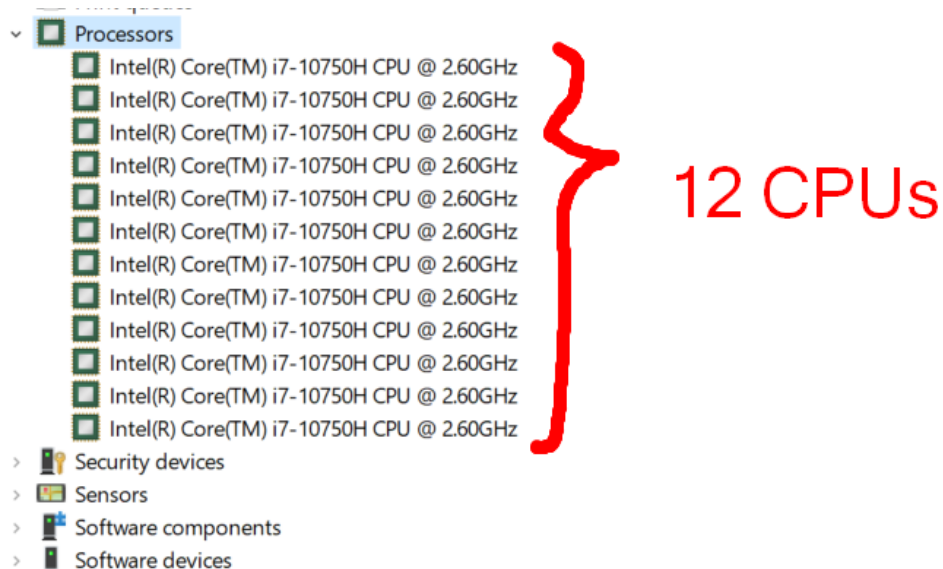 Processors
Intel(R) Core(TM) i7-10750H CPU @ 2.60GHz
Intel(R) Core(TM) i7-10750H CPU @ 2.60GHz
Intel(R) Core(TM) i7-10750H CPU @ 2.60GHz
Intel(R) Core(TM) i7-10750H CPU @ 2.60GHz
Intel(R) Core(TM) i7-10750H CPU @ 2.60GHz
Intel(R) Core(TM) i7-10750H CPU @ 2.60GHz
Intel(R) Core(TM) i7-10750H CPU @ 2.60GHz
Intel(R) Core(TM) i7-10750H CPU @ 2.60GHz
Intel(R) Core(TM) i7-10750H CPU @ 2.60GHz
Intel(R) Core(TM) i7-10750H CPU @ 2.60GHz
Intel(R) Core(TM) i7-10750H CPU @ 2.60GHz
Intel(R) Core(TM) i7-10750H CPU @ 2.60GHz
12 CPUs
Security devices
Sensors
Software components
Software devices